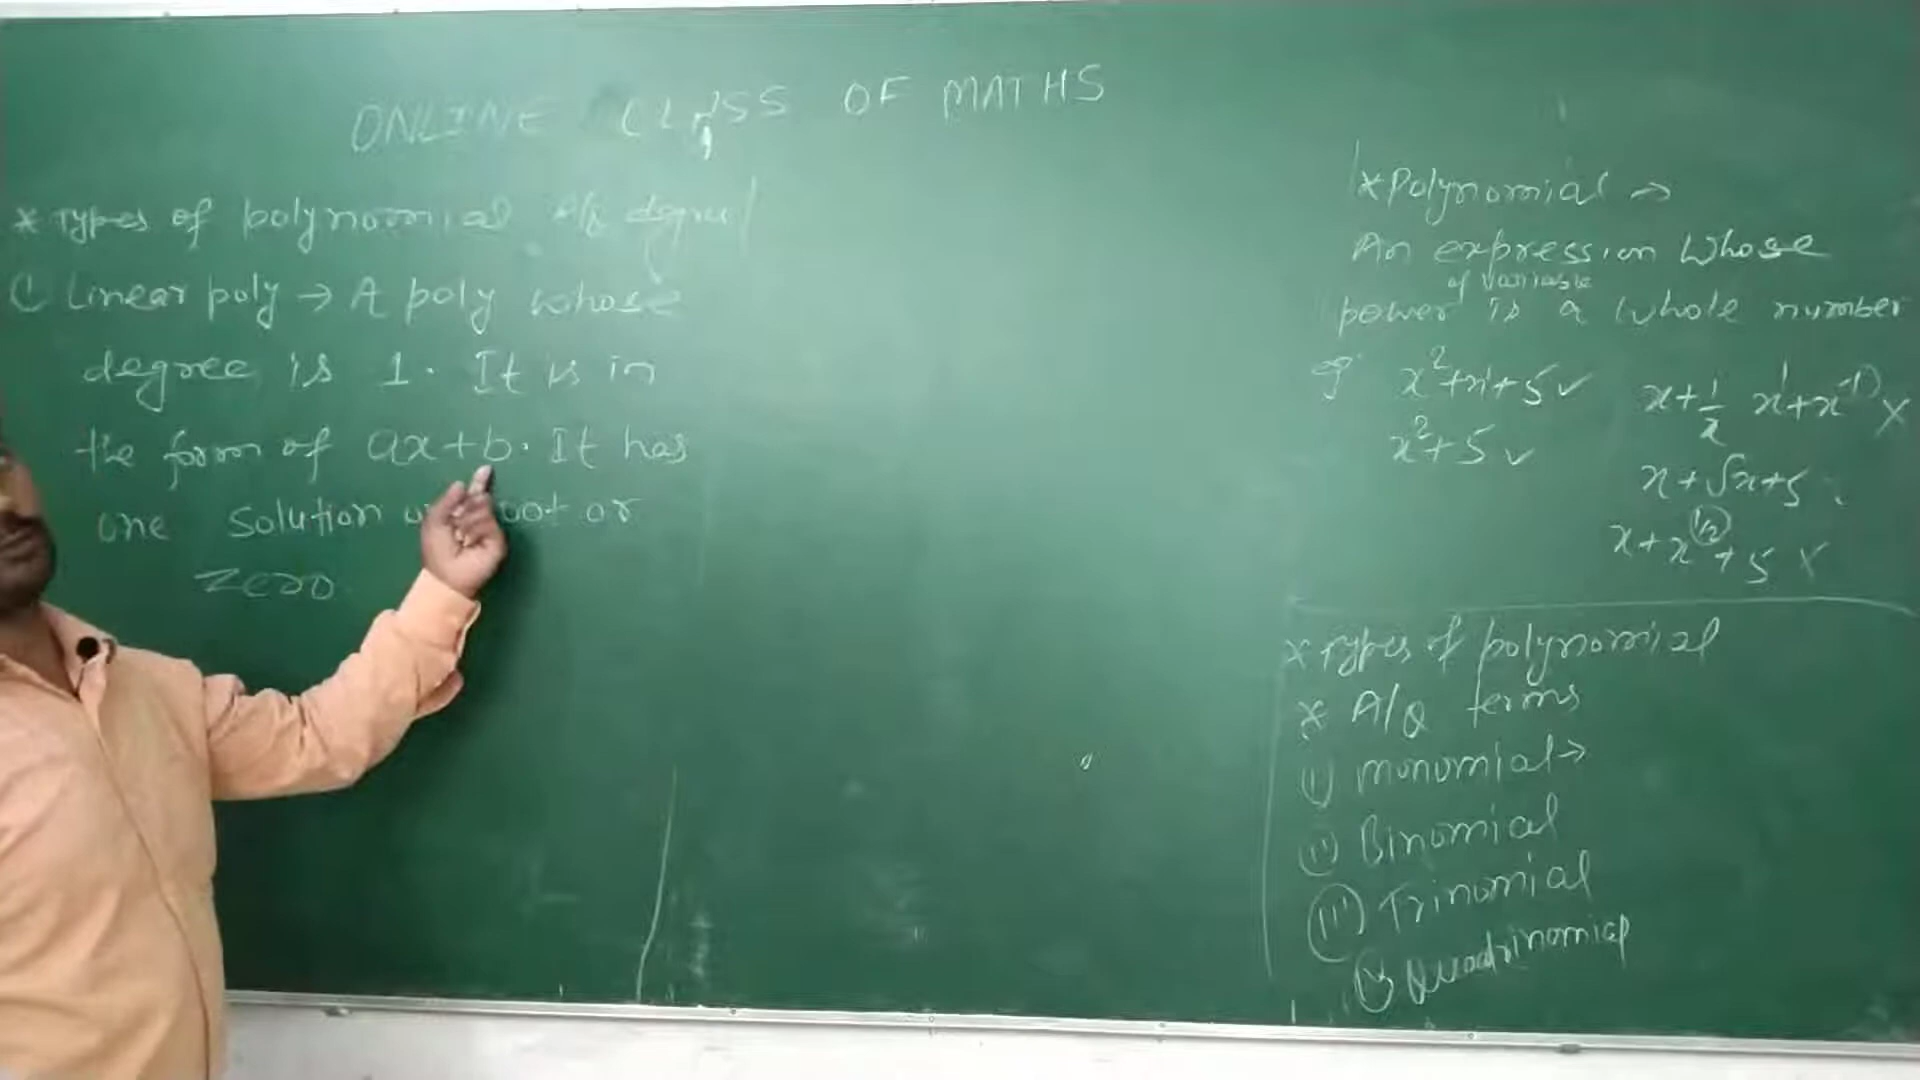 ONLINE CLASS OF MATHS
* Types of polynomial A/Q degree
Linear poly → A poly whose
degree is 1. It is in
the form of ax+b. It has
one solution or root or
Zero
* Polynomial →
An expression whose
of variable
power is a whole number
eg x²+x¹+5 ✓ x+1/x x¹+x⁻¹ X
x²+5 ✓
x+√x+5
x+x^1/2+5 X
* Types of polynomial
* A/Q terms
(i) monomial →
(ii) Binomial
(iii) Trinomial
(iv) Quadrinomial